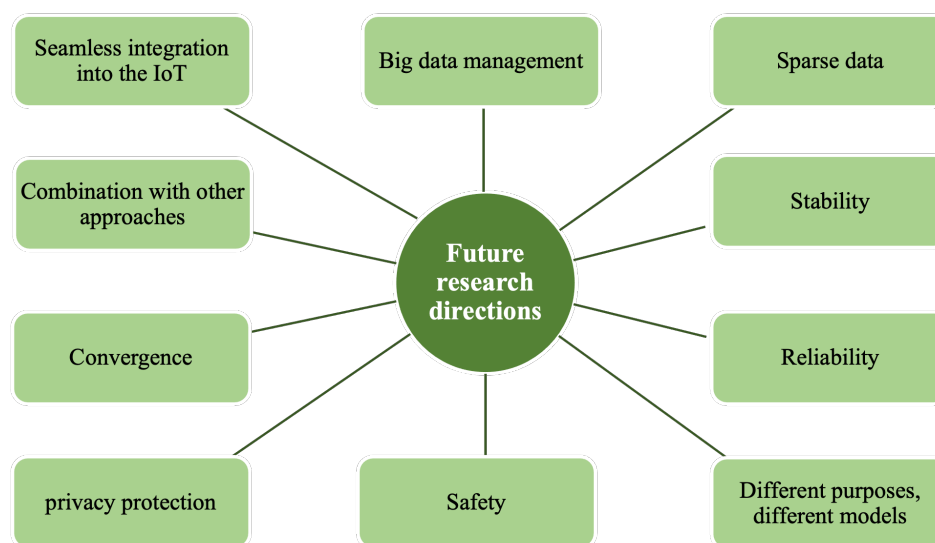 Seamless integration
into the IoT
Big data management
Sparse data
Combination with other
approaches
Stability
Future
research
directions
Convergence
Reliability
privacy protection
Safety
Different purposes,
different models